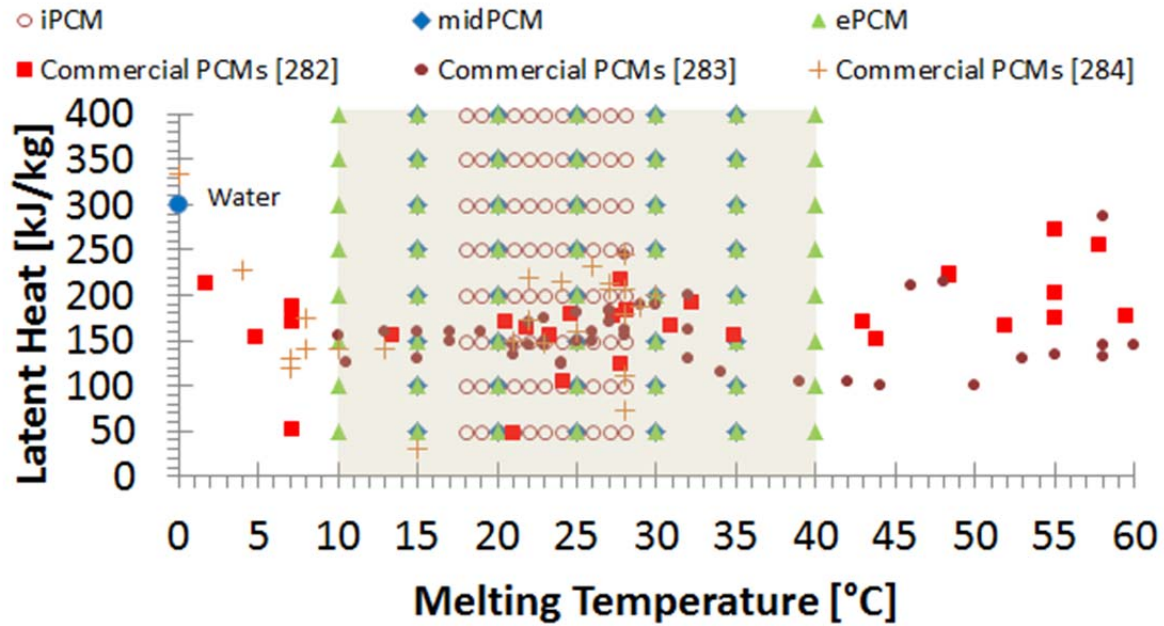 iPCM midPCM ePCM
Commercial PCMs [282] Commercial PCMs [283] Commercial PCMs [284]
400
350
300
250
200
150
100
50
0
Latent Heat [kJ/kg]
Water
0 5 10 15 20 25 30 35 40 45 50 55 60
Melting Temperature [°C]